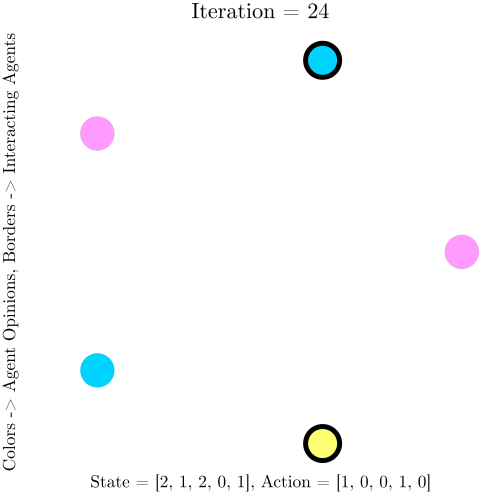 Iteration = 24
Colors -> Agent Opinions, Borders -> Interacting Agents
State = [2, 1, 2, 0, 1], Action = [1, 0, 0, 1, 0]